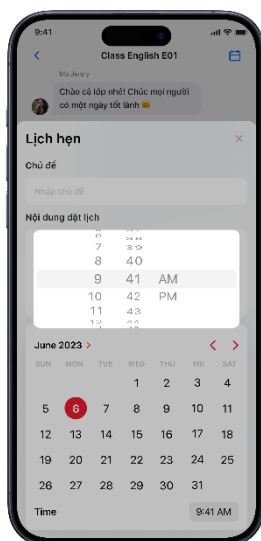 9:41
Class English E01
Ms.Jenny
Chào cả lớp nhé! Chúc mọi người
có một ngày tốt lành
Lịch hẹn
Chủ đề
Nhập chủ đề
Nội dung đặt lịch
7
8 40
9 41 AM
10 42 PM
11 43
June 2023
SUN MON TUE WED THU FRI SAT
1 2 3 4
5 6 7 8 9 10 11
12 13 14 15 16 17 18
19 20 21 22 23 24 25
26 27 28 29 30 31
Time 9:41 AM